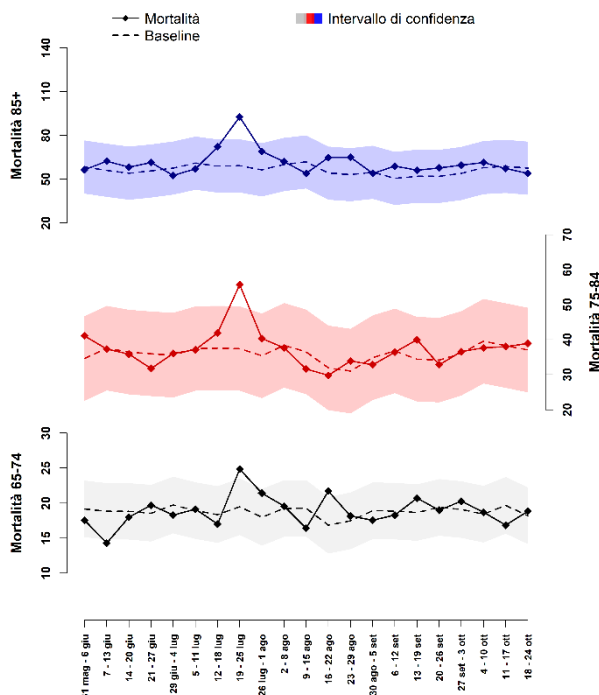 Mortalità
Intervallo di confidenza
Baseline
Mortalità 85+
140
110
80
50
20
Mortalità 75-84
70
60
50
40
30
20
Mortalità 65-74
30
25
20
15
10
31 mag - 6 giu
7 - 13 giu
14 - 20 giu
21 - 27 giu
28 giu - 4 lug
5 - 11 lug
12 - 18 lug
19 - 26 lug
26 lug - 1 ago
2 - 8 ago
9 - 15 ago
16 - 22 ago
23 - 29 ago
30 ago - 5 set
6 - 12 set
13 - 19 set
20 - 26 set
27 set - 3 ott
4 - 10 ott
11 - 17 ott
18 - 24 ott